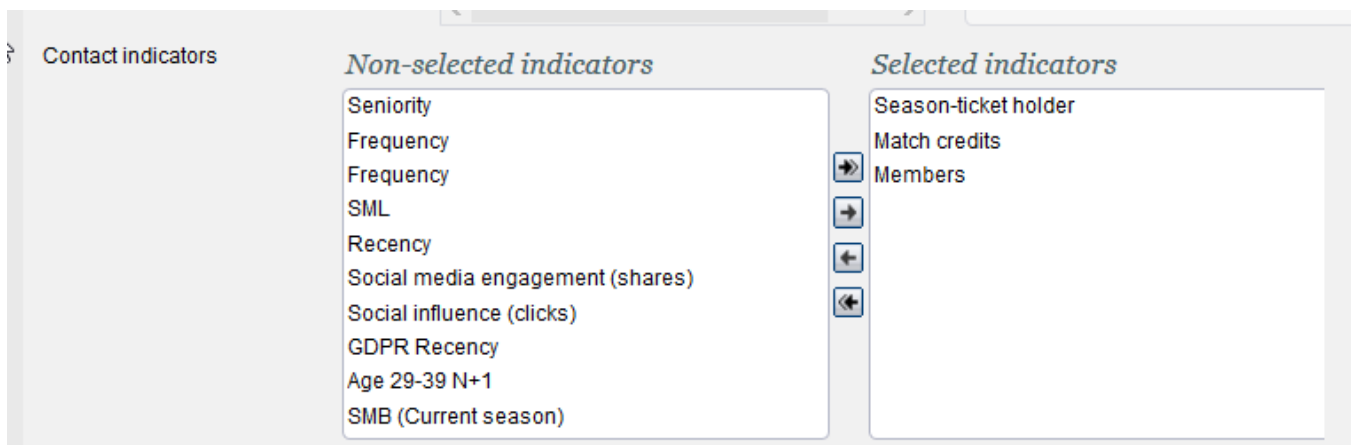 Contact indicators
Non-selected indicators
Seniority
Frequency
Frequency
SML
Recency
Social media engagement (shares)
Social influence (clicks)
GDPR Recency
Age 29-39 N+1
SMB (Current season)
Selected indicators
Season-ticket holder
Match credits
Members